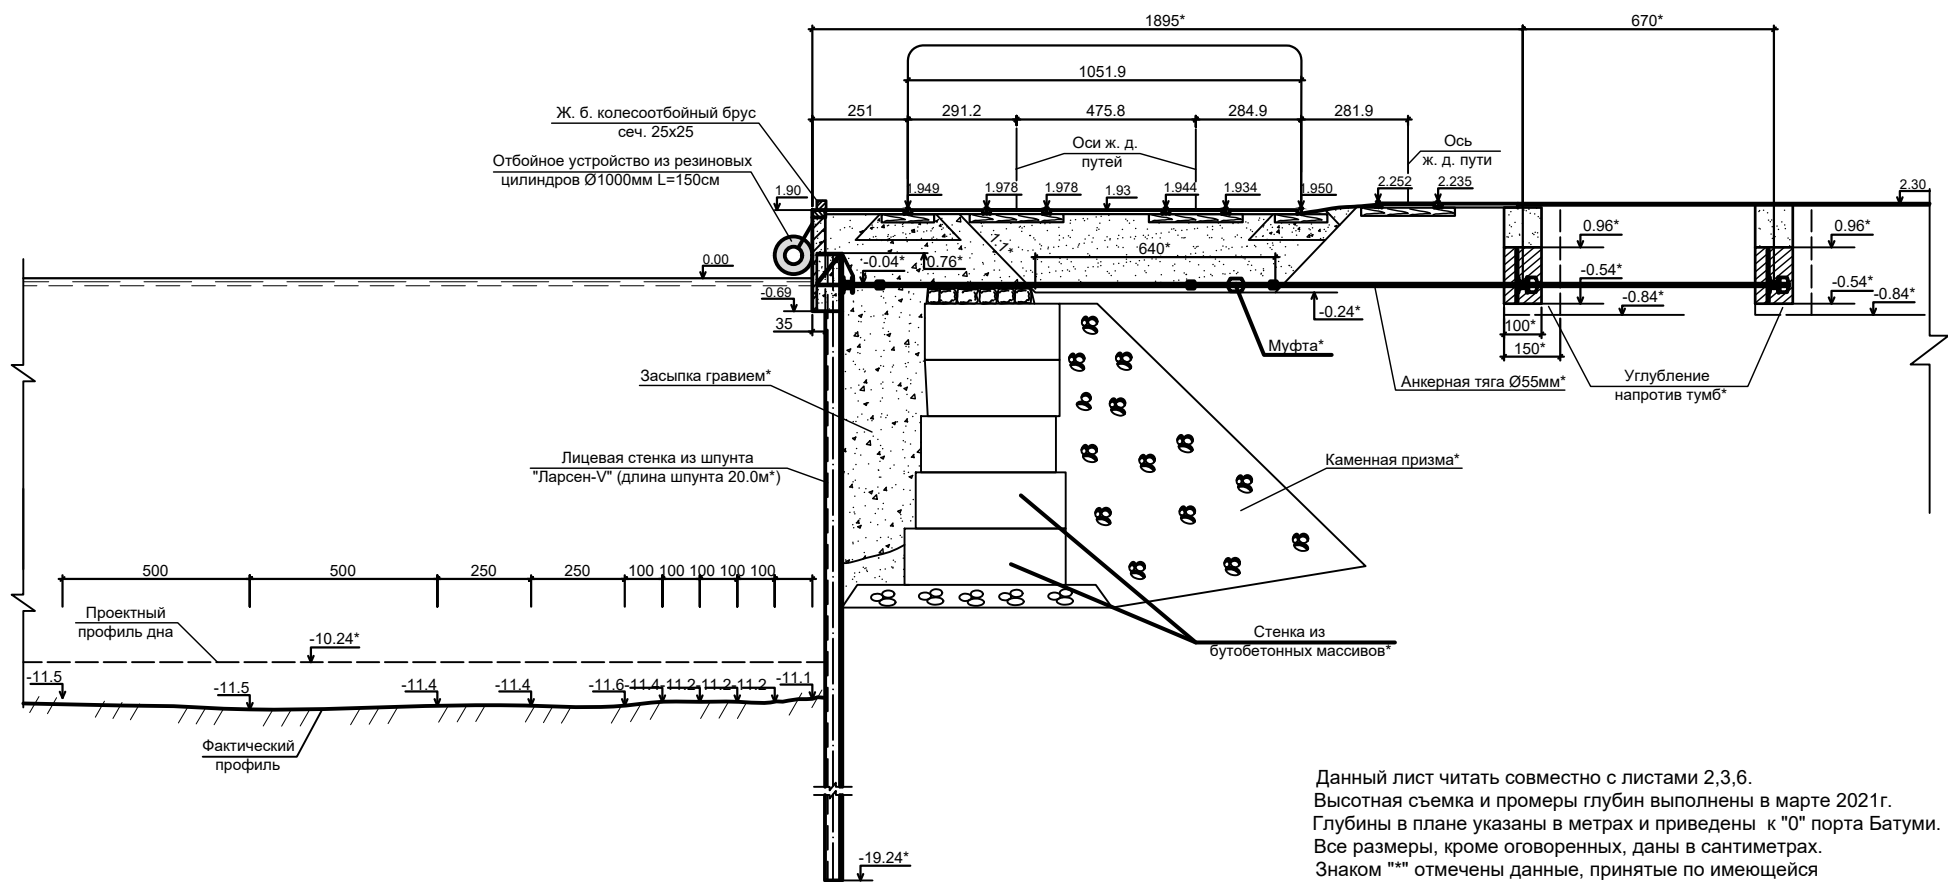 1895*
670*
1051.9
251
291.2
475.8
284.9
281.9
Ж. б. колесоотбойный брус
сеч. 25х25
Оси ж. д.
путей
Ось
ж. д. пути
Отбойное устройство из резиновых
цилиндров Ø1000мм L=150см
1.90
1.949
1.978
1.978
1.93
1.944
1.934
1.950
2.252
2.235
2.30
0.96*
0.96*
1:1*
640*
0.00
-0.04*
0.76*
-0.54*
-0.54*
-0.69
-0.84*
-0.84*
-0.24*
35
100*
150*
Муфта*
Засыпка гравием*
Анкерная тяга Ø55мм*
Углубление
напротив тумб*
Лицевая стенка из шпунта
"Ларсен-V" (длина шпунта 20.0м*)
Каменная призма*
500
500
250
250
100
100
100
100
100
Проектный
профиль дна
-10.24*
Стенка из
бутобетонных массивов*
-11.5
-11.5
-11.4
-11.4
-11.6
-11.4
-11.2
-11.2
-11.2
-11.1
Фактический
профиль
-19.24*
Данный лист читать совместно с листами 2,3,6.
Высотная съемка и промеры глубин выполнены в марте 2021г.
Глубины в плане указаны в метрах и приведены к "0" порта Батуми.
Все размеры, кроме оговоренных, даны в сантиметрах.
Знаком "*" отмечены данные, принятые по имеющейся